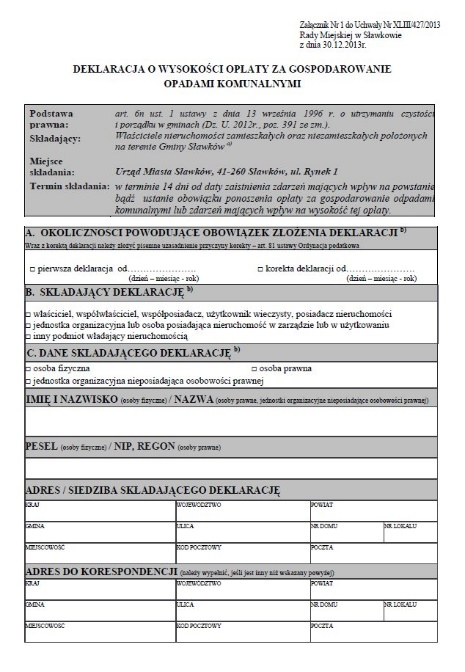 Załącznik Nr 1 do Uchwały Nr XLIII/427/2013
Rady Miejskiej w Sławkowie
z dnia 30.12.2013r.
DEKLARACJA O WYSOKOŚCI OPŁATY ZA GOSPODAROWANIE
OPADAMI KOMUNALNYMI
Podstawa prawna: art. 6n ust. 1 ustawy z dnia 13 września 1996 r. o utrzymaniu czystości
i porządku w gminach (Dz. U. 2012r., poz. 391 ze zm.).
Składający: Właściciele nieruchomości zamieszkałych oraz niezamieszkałych położonych
na terenie Gminy Sławków a)
Miejsce składania: Urząd Miasta Sławków, 41-260 Sławków, ul. Rynek 1
Termin składania: w terminie 14 dni od daty zaistnienia zdarzeń mających wpływ na powstanie
bądź ustanie obowiązku ponoszenia opłaty za gospodarowanie odpadami
komunalnymi lub zdarzeń mających wpływ na wysokość tej opłaty.
A. OKOLICZNOŚCI POWODUJĄCE OBOWIĄZEK ZŁOŻENIA DEKLARACJI b)
Wraz z korektą deklaracji należy złożyć pisemne uzasadnienie przyczyny korekty – art. 81 ustawy Ordynacja podatkowa
□ pierwsza deklaracja od…………………. □ korekta deklaracji od………………….
(dzień – miesiąc - rok) (dzień – miesiąc - rok)
B. SKŁADAJĄCY DEKLARACJĘ b)
□ właściciel, współwłaściciel, współposiadacz, użytkownik wieczysty, posiadacz nieruchomości
□ jednostka organizacyjna lub osoba posiadająca nieruchomość w zarządzie lub w użytkowaniu
□ inny podmiot władający nieruchomością
C. DANE SKŁADAJĄCEGO DEKLARACJĘ b)
□ osoba fizyczna □ osoba prawna
□ jednostka organizacyjna nieposiadająca osobowości prawnej
IMIĘ I NAZWISKO (osoby fizyczne) / NAZWA (osoby prawne, jednostki organizacyjne nieposiadające osobowości prawnej)
PESEL (osoby fizyczne) / NIP, REGON (osoby prawne)
ADRES / SIEDZIBA SKŁADAJĄCEGO DEKLARACJĘ
KRAJ WOJEWÓDZTWO POWIAT
GMINA ULICA NR DOMU NR LOKALU
MIEJSCOWOŚĆ KOD POCZTOWY POCZTA
ADRES DO KORESPONDENCJI (należy wypełnić, jeśli jest inny niż wskazany powyżej)
KRAJ WOJEWÓDZTWO POWIAT
GMINA ULICA NR DOMU NR LOKALU
MIEJSCOWOŚĆ KOD POCZTOWY POCZTA